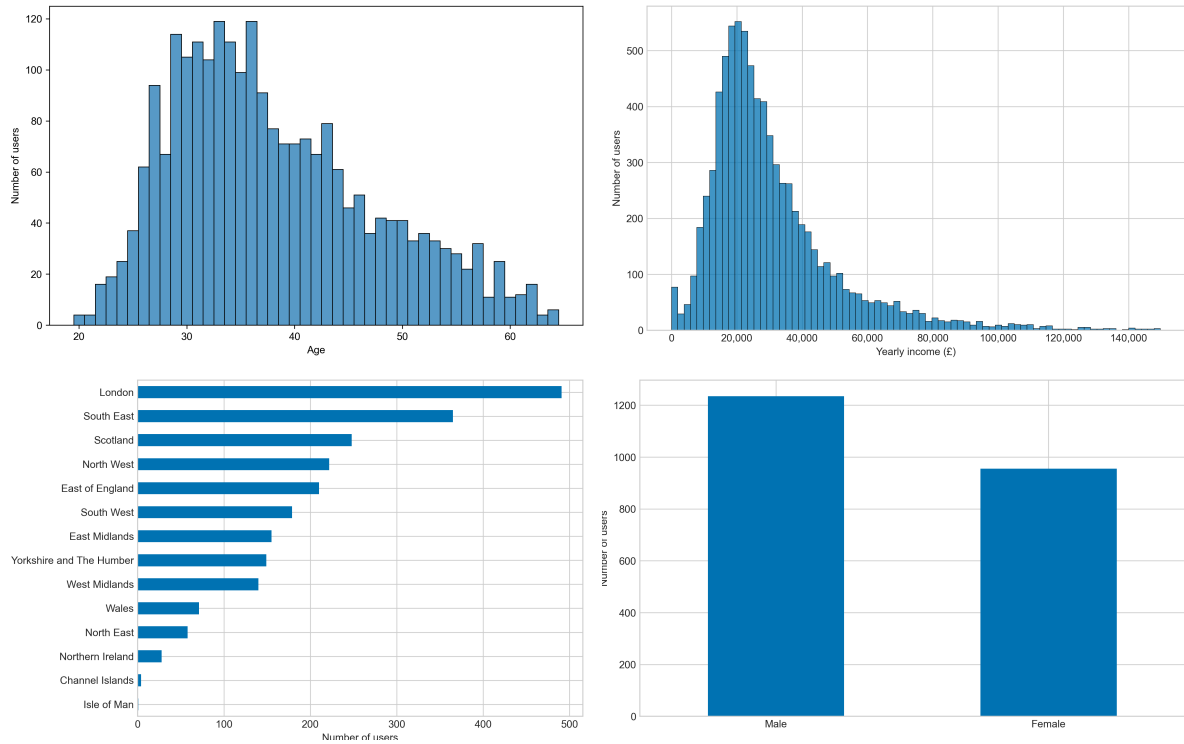 120
100
80
60
40
20
0
Number of users
20 30 40 50 60
Age
500
400
300
200
100
0
Number of users
0 20,000 40,000 60,000 80,000 100,000 120,000 140,000
Yearly income (£)
London
South East
Scotland
North West
East of England
South West
East Midlands
Yorkshire and The Humber
West Midlands
Wales
North East
Northern Ireland
Channel Islands
Isle of Man
0 100 200 300 400 500
Number of users
1200
1000
800
600
400
200
0
Number of users
Male Female